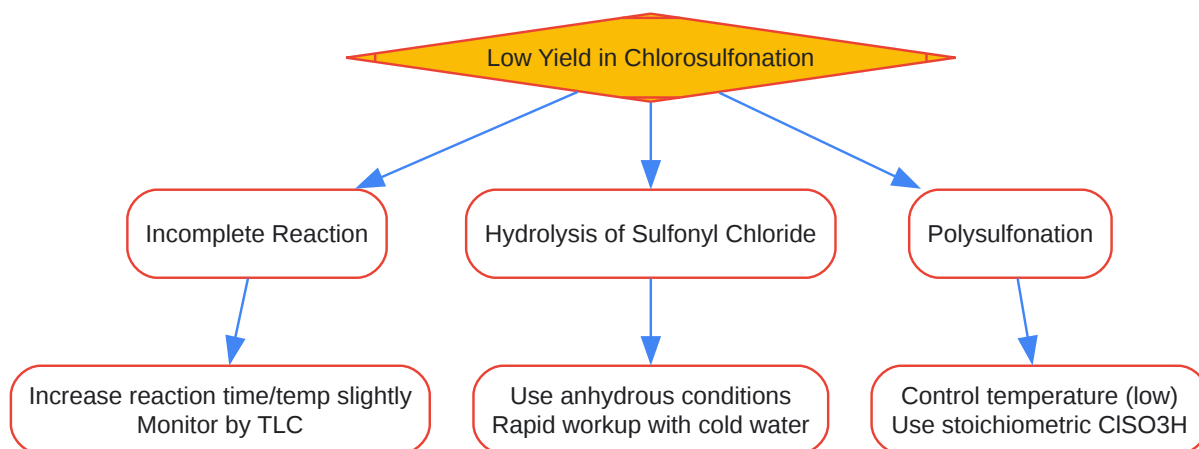 Low Yield in Chlorosulfonation
Incomplete Reaction
Hydrolysis of Sulfonyl Chloride
Polysulfonation
Increase reaction time/temp slightly
Monitor by TLC
Use anhydrous conditions
Rapid workup with cold water
Control temperature (low)
Use stoichiometric ClSO3H